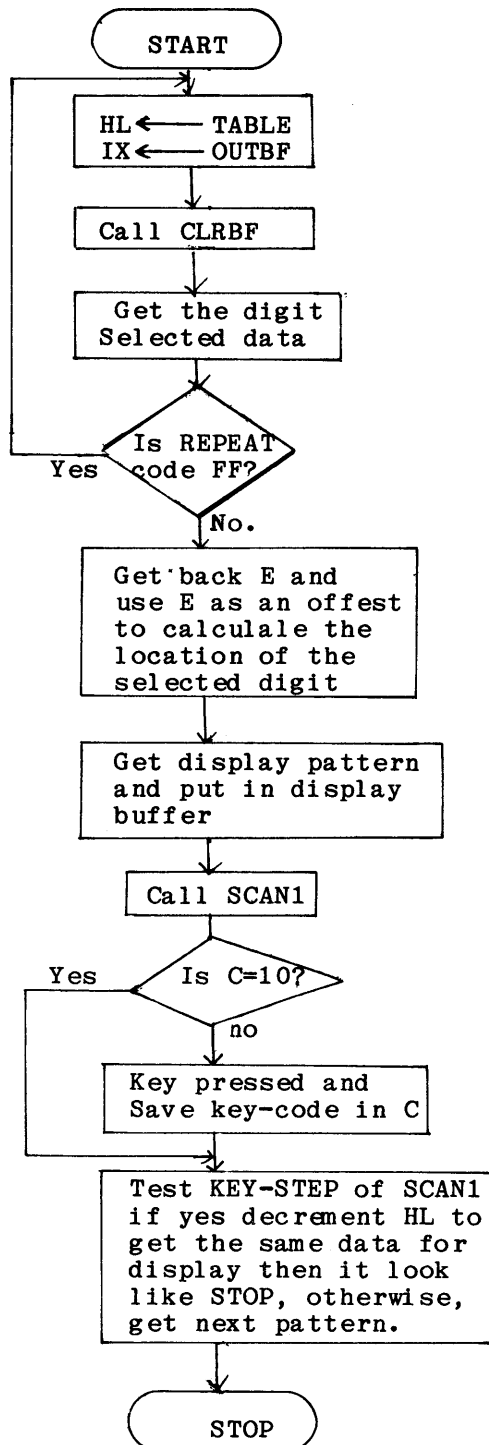 START
HL ← TABLE
IX ← OUTBF
Call CLRBF
Get the digit
Selected data
Is REPEAT
Yes code FF?
No.
Get back E and
use E as an offest
to calculale the
location of the
selected digit
Get display pattern
and put in display
buffer
Call SCAN1
Yes Is C=10?
no
Key pressed and
Save key-code in C
Test KEY-STEP of SCAN1
if yes decrement HL to
get the same data for
display then it look
like STOP, otherwise,
get next pattern.
STOP